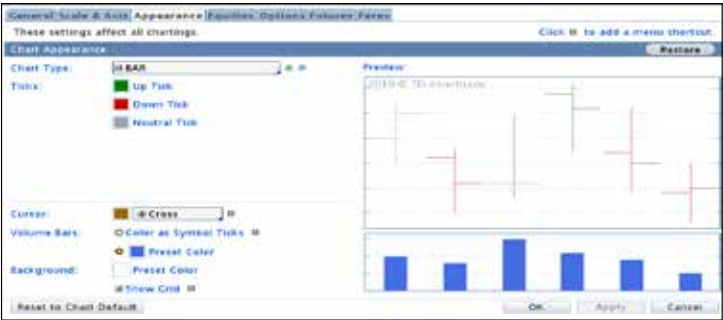 General Scale & Axis Appearance Equities Options Futures Forex
These settings affect all chartings.
Click to add a menu shortcut.
Chart Appearance
Restore
Chart Type: BAR
Preview
Ticks: Up Tick
Down Tick
Neutral Tick
Cursor: Cross
Volume Bars: Color as Symbol Ticks
Preset Color
Background: Preset Color
Show Grid
Reset to Chart Default
OK Apply Cancel